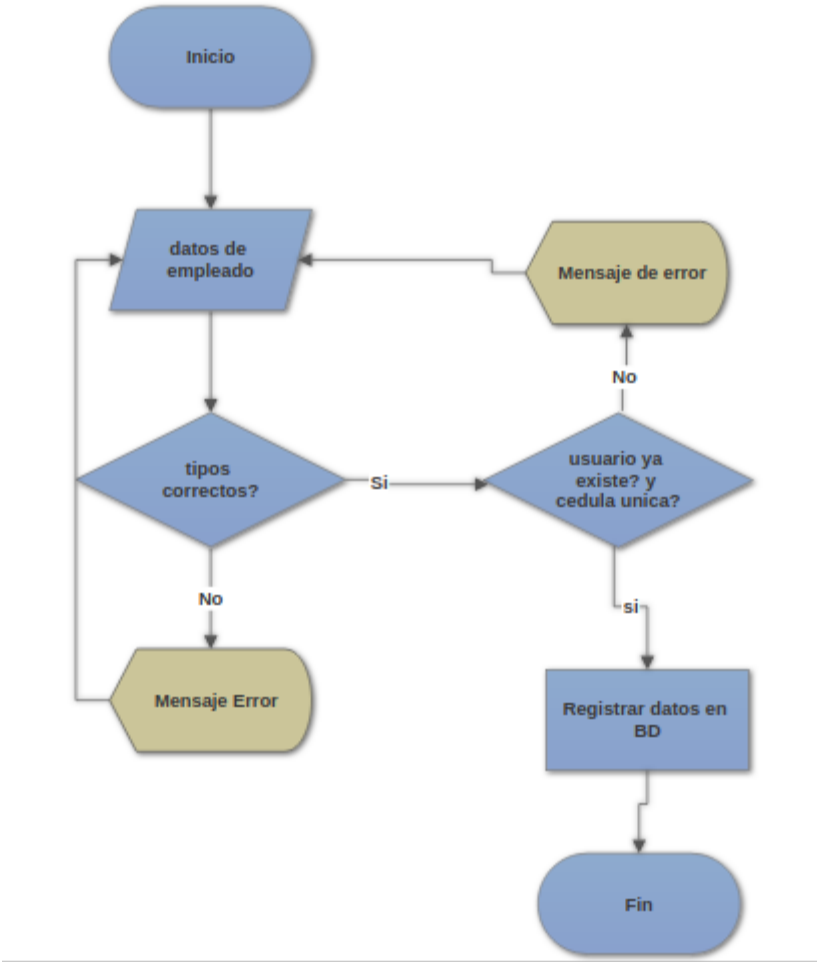 Inicio
datos de
empleado
Mensaje de error
No
tipos
correctos?
Si
usuario ya
existe? y
cedula unica?
No
si
Mensaje Error
Registrar datos en
BD
Fin